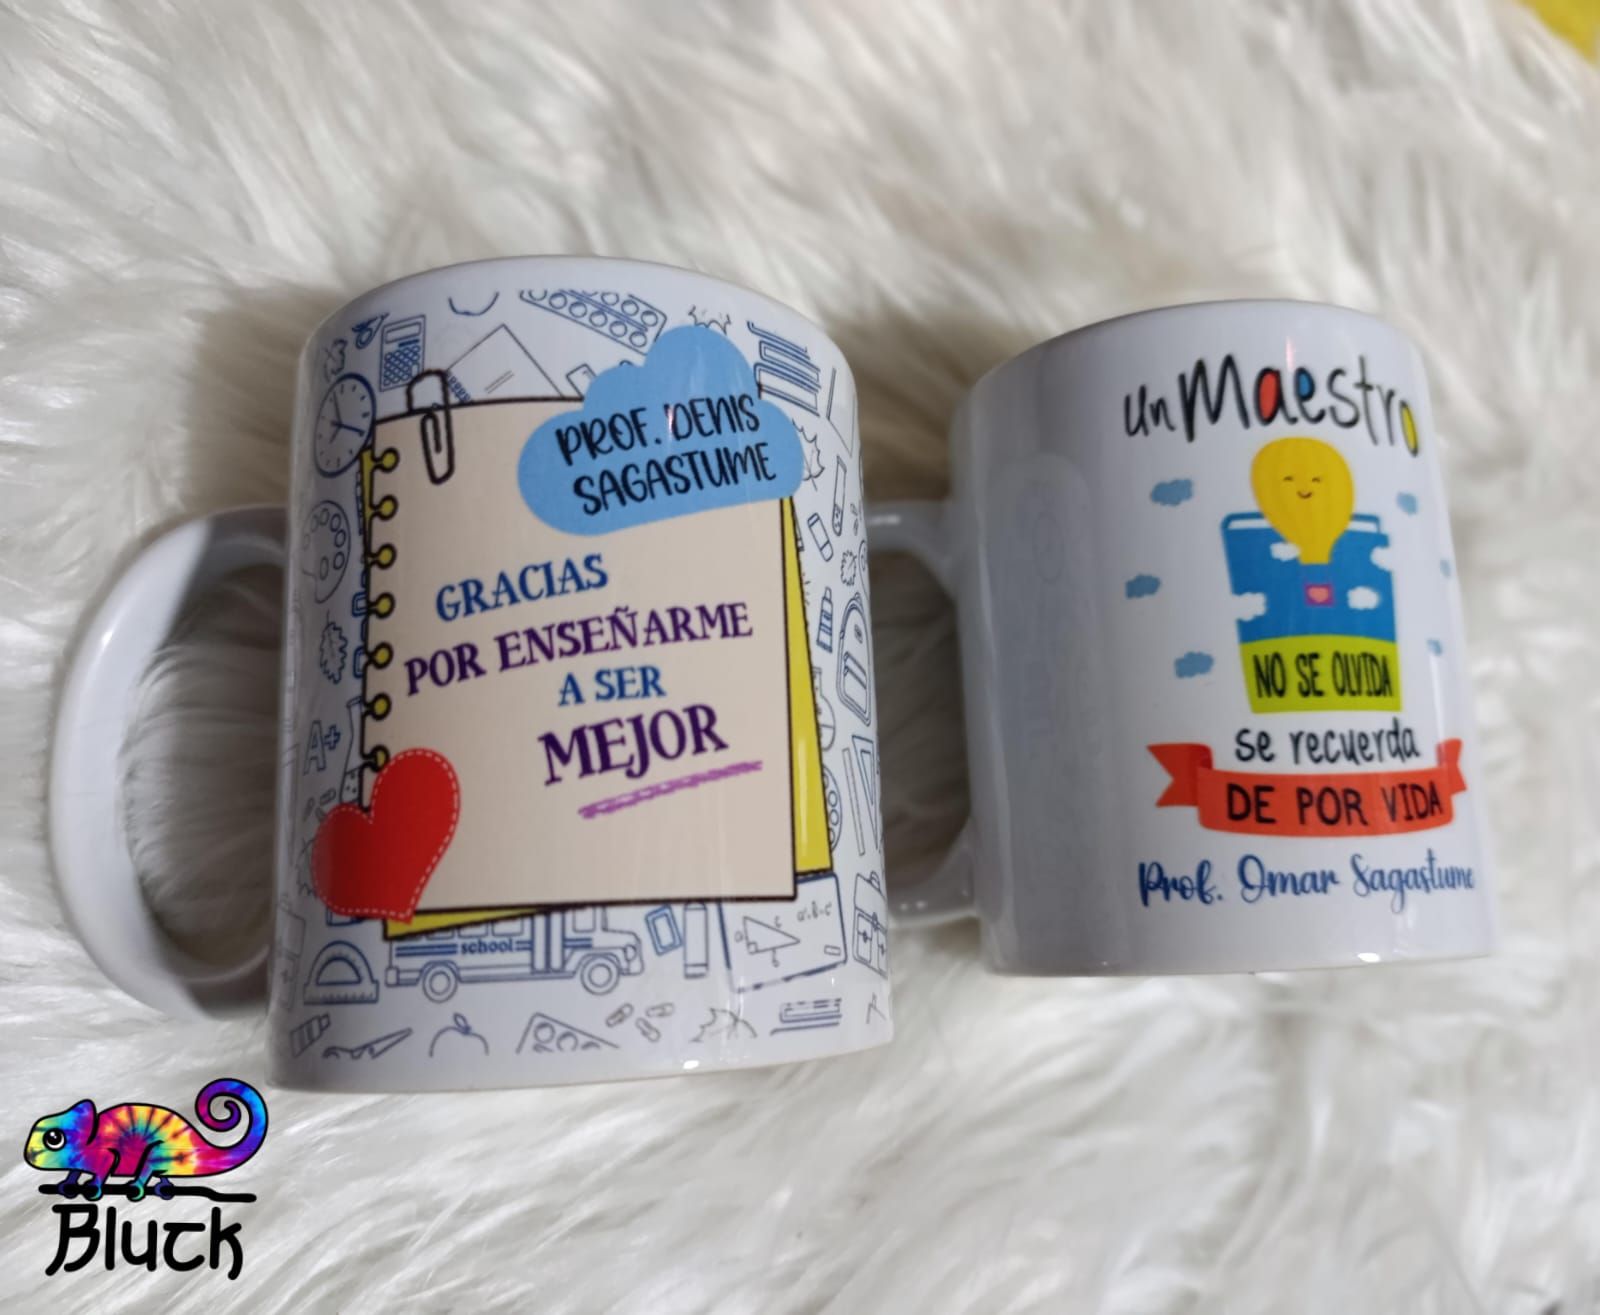 PROF. DENIS
SAGASTUME
GRACIAS
POR ENSEÑARME
A SER
MEJOR
A+
school
un Maestro
NO SE OLVIDA
se recuerda
DE POR VIDA
Prof. Omar Sagastume
Bluck